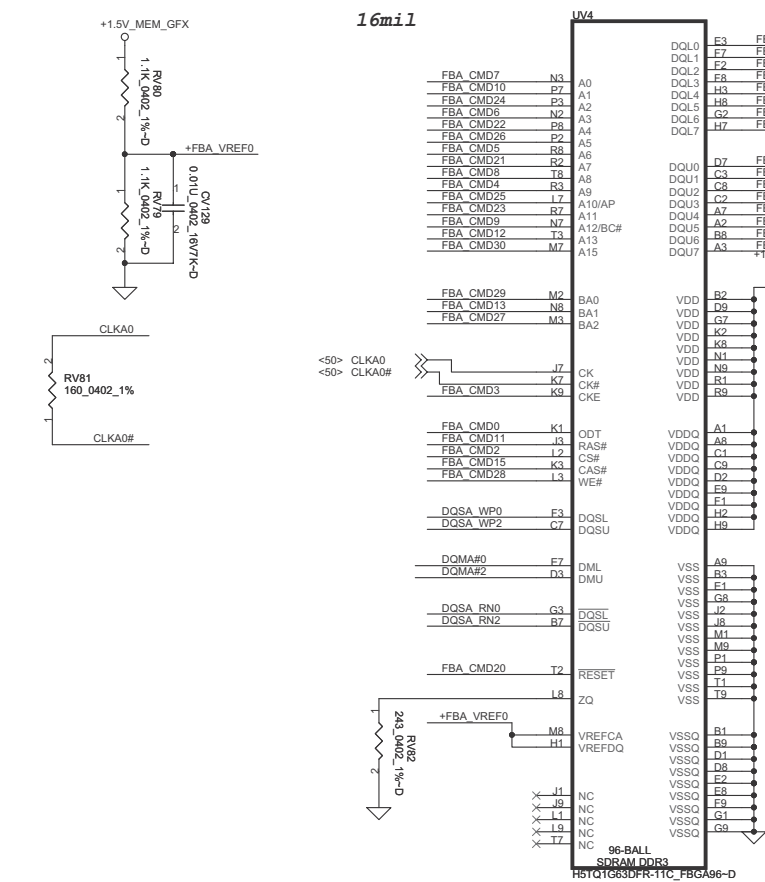 +1.5V_MEM_GFX
16mil
1
RV80
1.1K_0402_1%~D
2
+FBA_VREF0
1
RV79
1.1K_0402_1%~D
2
1
CV129
0.01U_0402_16V7K~D
2
CLKA0
2
RV81
160_0402_1%
1
CLKA0#
UV4
FBA_CMD7 N3 A0
FBA_CMD10 P7 A1
FBA_CMD24 P3 A2
FBA_CMD6 N2 A3
FBA_CMD22 P8 A4
FBA_CMD26 P2 A5
FBA_CMD5 R8 A6
FBA_CMD21 R2 A7
FBA_CMD8 T8 A8
FBA_CMD4 R3 A9
FBA_CMD25 L7 A10/AP
FBA_CMD23 R7 A11
FBA_CMD9 N7 A12/BC#
FBA_CMD12 T3 A13
FBA_CMD30 M7 A15
FBA_CMD29 M2 BA0
FBA_CMD13 N8 BA1
FBA_CMD27 M3 BA2
<50> CLKA0 J7 CK
<50> CLKA0# K7 CK#
FBA_CMD3 K9 CKE
FBA_CMD0 K1 ODT
FBA_CMD11 J3 RAS#
FBA_CMD2 L2 CS#
FBA_CMD15 K3 CAS#
FBA_CMD28 L3 WE#
DQSA_WP0 F3 DQSL
DQSA_WP2 C7 DQSU
DQMA#0 E7 DML
DQMA#2 D3 DMU
DQSA_RN0 G3 DQSL
DQSA_RN2 B7 DQSU
FBA_CMD20 T2 RESET
L8 ZQ
1
RV82
243_0402_1%~D
2
+FBA_VREF0
M8 VREFCA
H1 VREFDQ
J1 NC
J9 NC
L1 NC
L9 NC
T7 NC
DQL0 E3
DQL1 F7
DQL2 F2
DQL3 F8
DQL4 H3
DQL5 H8
DQL6 G2
DQL7 H7
DQU0 D7
DQU1 C3
DQU2 C8
DQU3 C2
DQU4 A7
DQU5 A2
DQU6 B8
DQU7 A3
VDD B2
VDD D9
VDD G7
VDD K2
VDD K8
VDD N1
VDD N9
VDD R1
VDD R9
VDDQ A1
VDDQ A8
VDDQ C1
VDDQ C9
VDDQ D2
VDDQ E9
VDDQ F1
VDDQ H2
VDDQ H9
VSS A9
VSS B3
VSS E1
VSS G8
VSS J2
VSS J8
VSS M1
VSS M9
VSS P1
VSS P9
VSS T1
VSS T9
VSSQ B1
VSSQ B9
VSSQ D1
VSSQ D8
VSSQ E2
VSSQ E8
VSSQ F9
VSSQ G1
VSSQ G9
96-BALL
SDRAM DDR3
H5TQ1G63DFR-11C_FBGA96~D